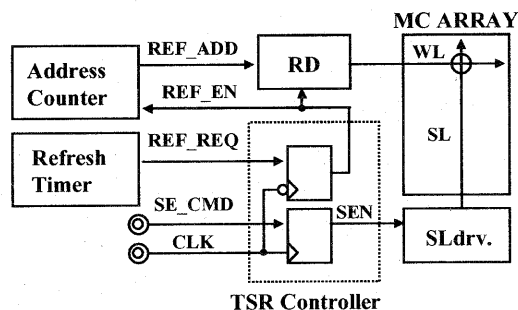 MC ARRAY
REF_ADD
WL
Address
Counter
RD
REF_EN
REF_REQ
SL
Refresh
Timer
SE_CMD
SEN
CLK
SLdrv.
TSR Controller